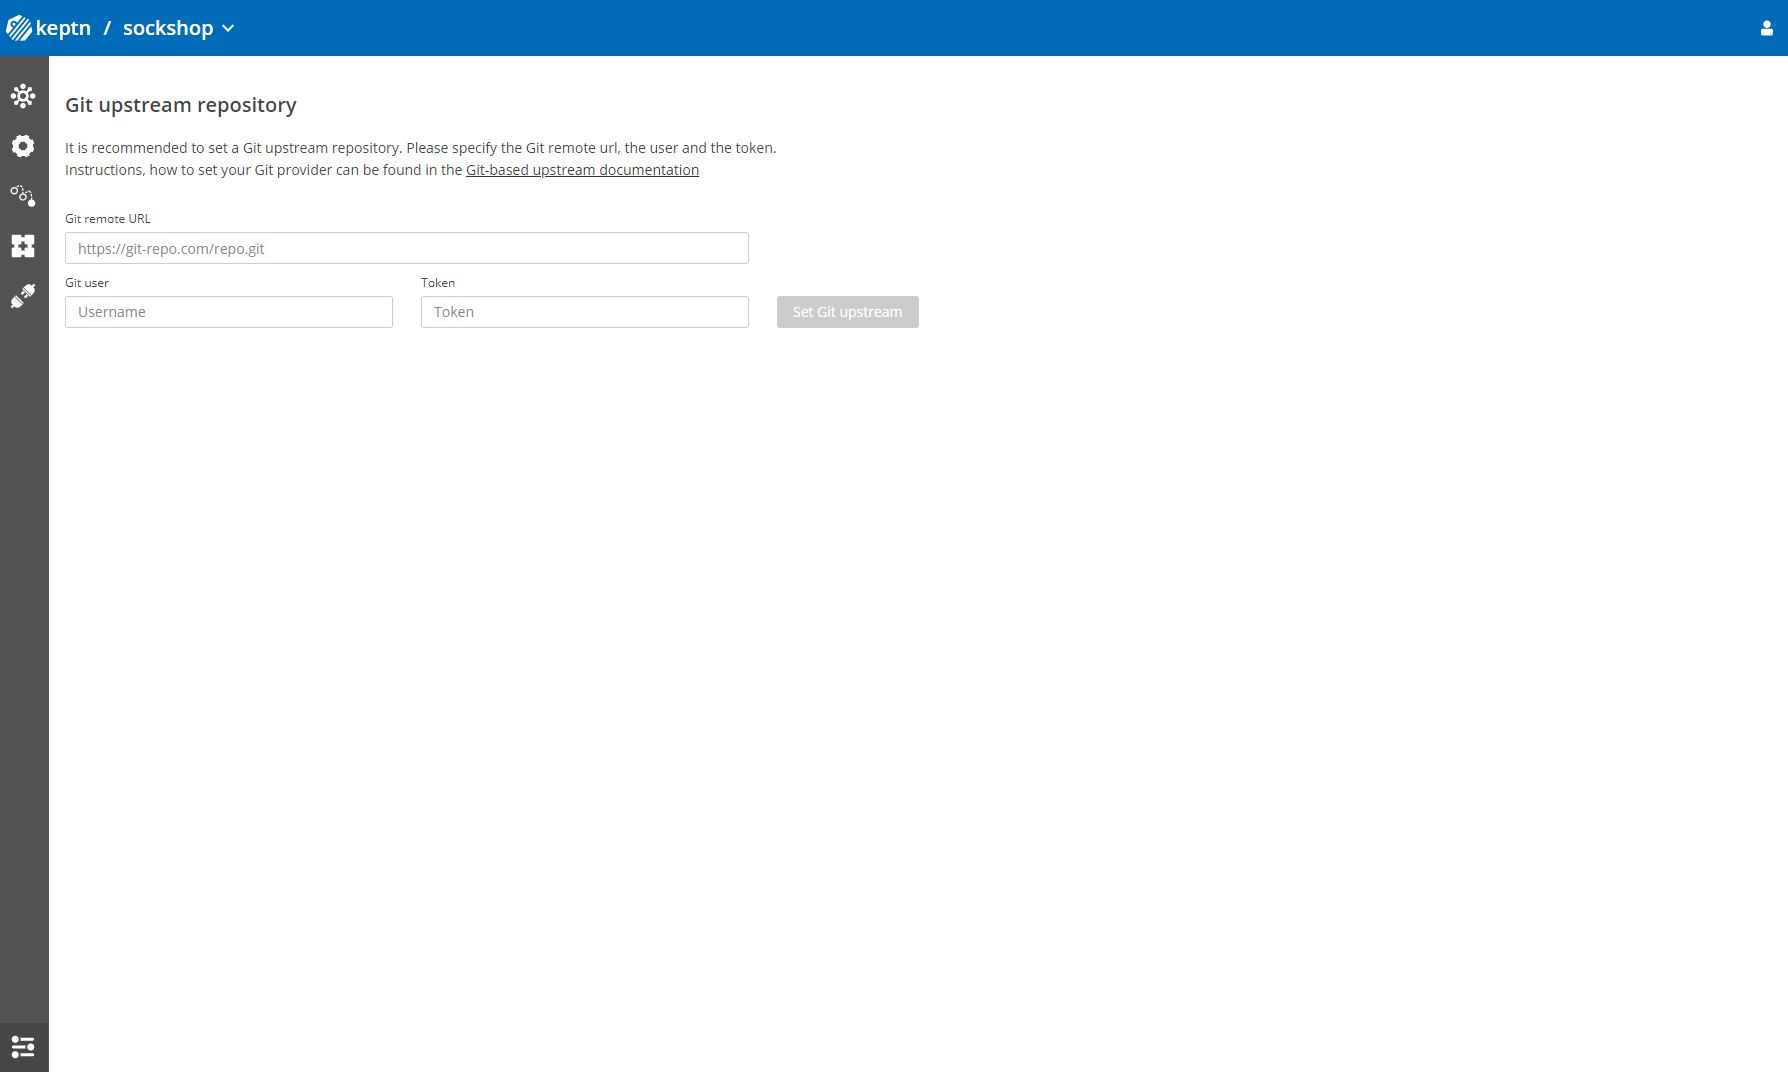 keptn / sockshop
Git upstream repository
It is recommended to set a Git upstream repository. Please specify the Git remote url, the user and the token.
Instructions, how to set your Git provider can be found in the Git-based upstream documentation
Git remote URL
https://git-repo.com/repo.git
Git user
Token
Username
Token
Set Git upstream